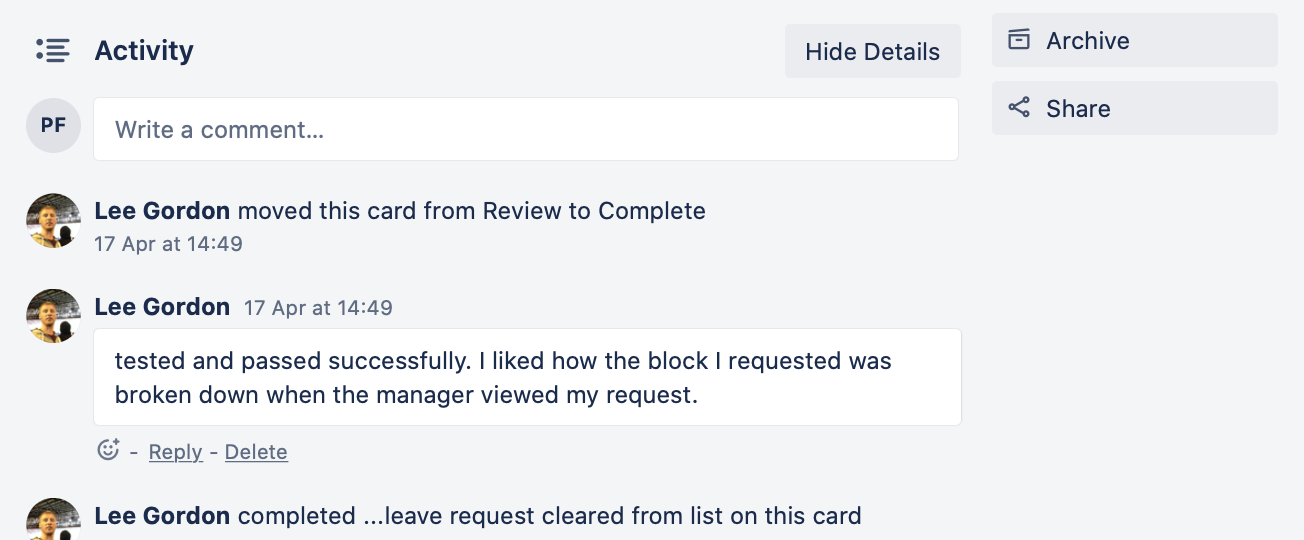 Activity
Hide Details
Archive
Share
PF
Write a comment...
Lee Gordon moved this card from Review to Complete
17 Apr at 14:49
Lee Gordon 17 Apr at 14:49
tested and passed successfully. I liked how the block I requested was
broken down when the manager viewed my request.
- Reply - Delete
Lee Gordon completed ...leave request cleared from list on this card